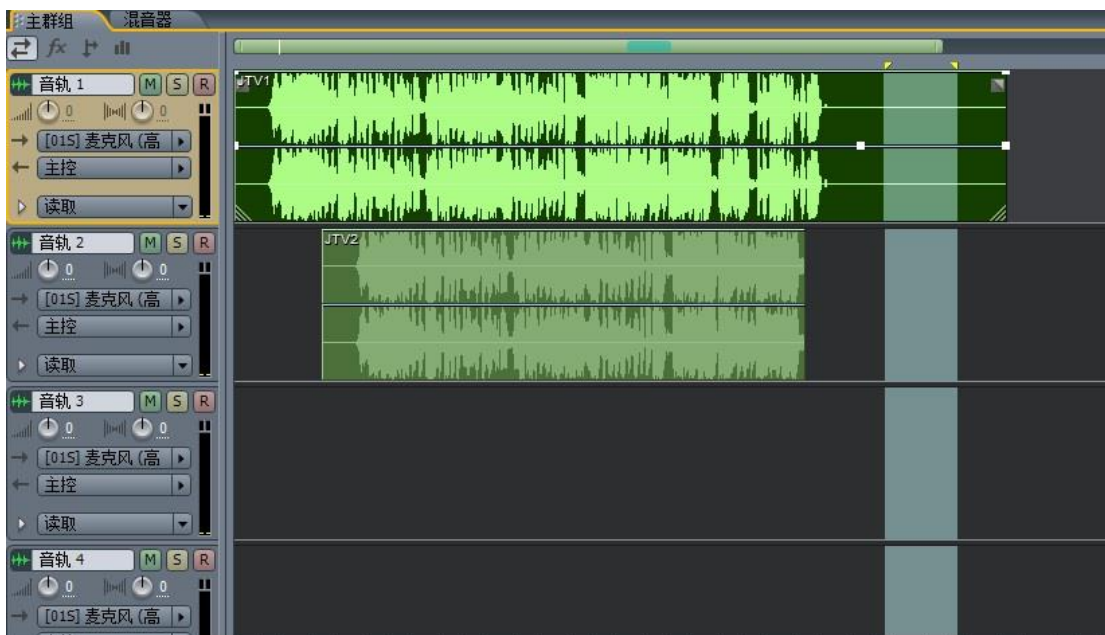 主群组 混音器
fx
音轨 1 M S R
0 0
[01S] 麦克风 (高
主控
读取
JTV1
音轨 2 M S R
0 0
[01S] 麦克风 (高
主控
读取
JTV2
音轨 3 M S R
0 0
[01S] 麦克风 (高
主控
读取
音轨 4 M S R
0 0
[01S] 麦克风 (高